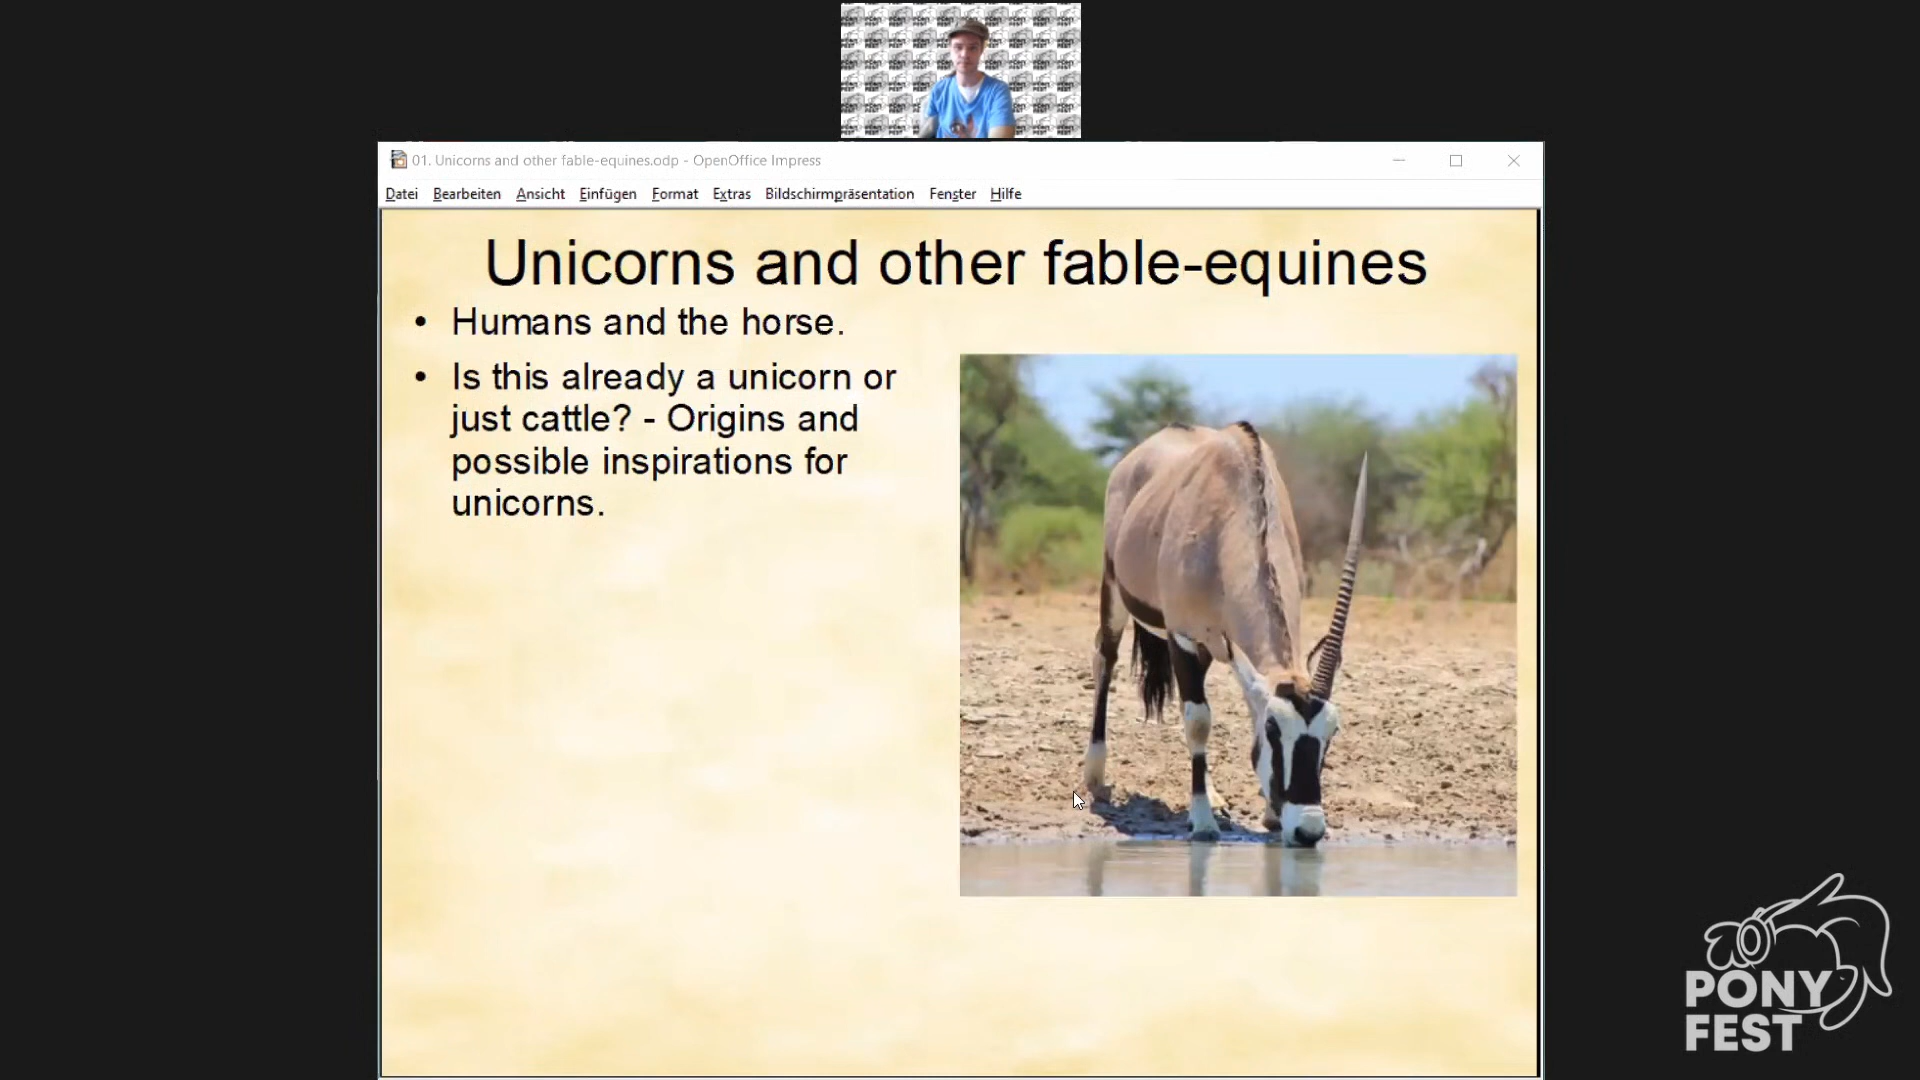 01. Unicorns and other fable-equines.odp - OpenOffice Impress
Datei Bearbeiten Ansicht Einfügen Format Extras Bildschirmpräsentation Fenster Hilfe
Unicorns and other fable-equines
• Humans and the horse.
• Is this already a unicorn or
just cattle? - Origins and
possible inspirations for
unicorns.
PONY
FEST